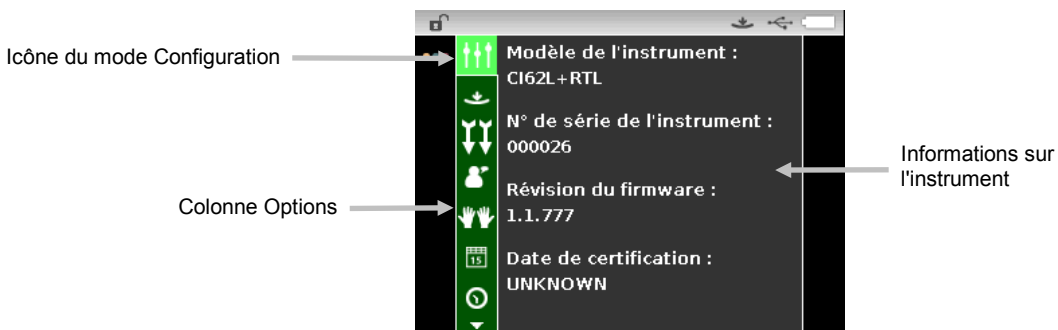 Icône du mode Configuration
Colonne Options
Modèle de l'instrument :
CI62L+RTL
N° de série de l'instrument :
000026
Révision du firmware :
1.1.777
Date de certification :
UNKNOWN
15
Informations sur
l'instrument